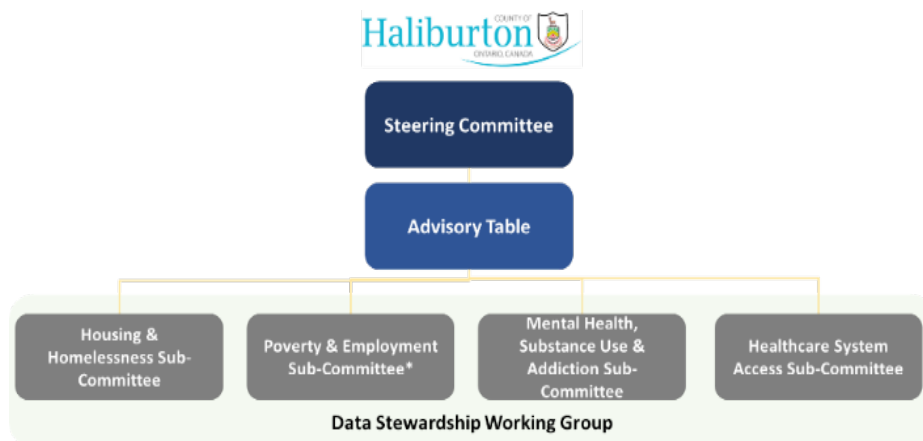 COUNTY OF
Haliburton
ONTARIO, CANADA
Steering Committee
Advisory Table
Housing &
Homelessness Sub-
Committee
Poverty & Employment
Sub-Committee*
Mental Health,
Substance Use &
Addiction Sub-
Committee
Healthcare System
Access Sub-Committee
Data Stewardship Working Group